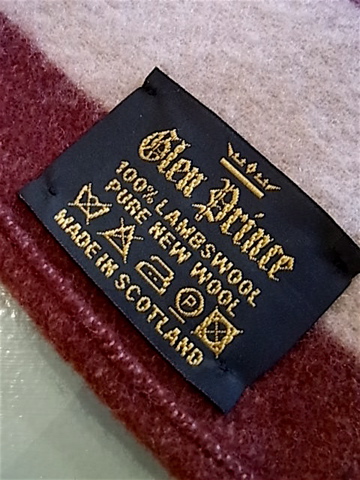 Glen Prince
100% LAMBSWOOL
PURE NEW WOOL
P
MADE IN SCOTLAND